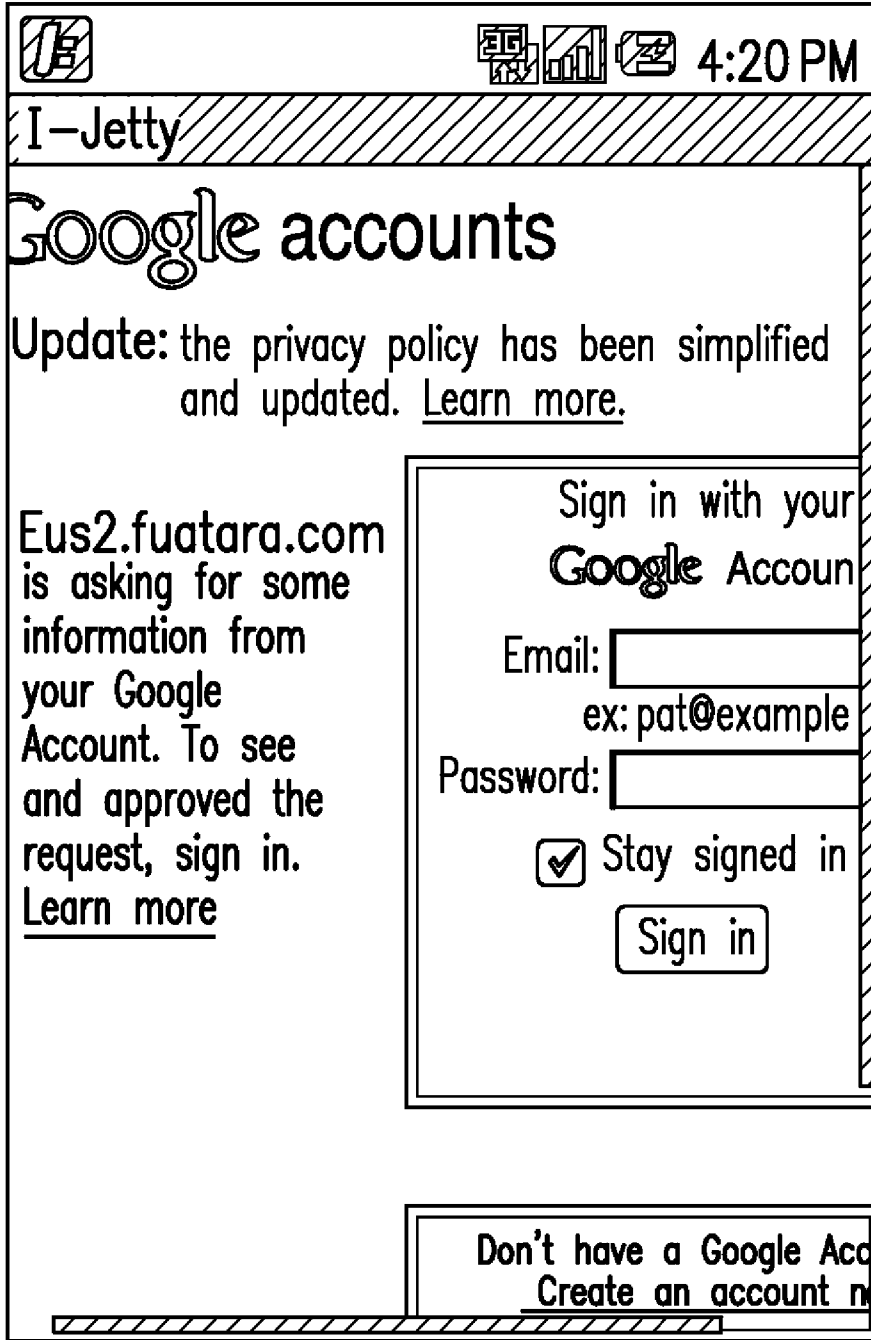 3G 4:20 PM
I-Jetty
Google accounts
Update: the privacy policy has been simplified
and updated. Learn more.
Eus2.fuatara.com
is asking for some
information from
your Google
Account. To see
and approved the
request, sign in.
Learn more
Sign in with your
Google Accoun
Email:
ex: pat@example
Password:
Stay signed in
Sign in
Don't have a Google Acc
Create an account n